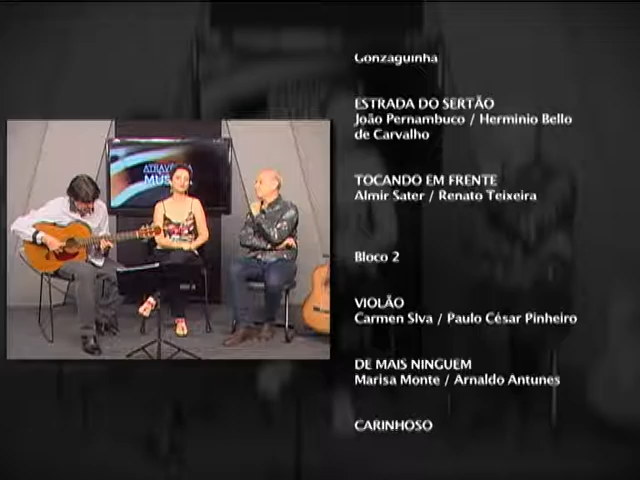 Gonzaguinha
ESTRADA DO SERTÃO
João Pernambuco / Herminio Bello
de Carvalho
TOCANDO EM FRENTE
Almir Sater / Renato Teixeira
Bloco 2
VIOLÃO
Carmen Slva / Paulo César Pinheiro
DE MAIS NINGUEM
Marisa Monte / Arnaldo Antunes
CARINHOSO